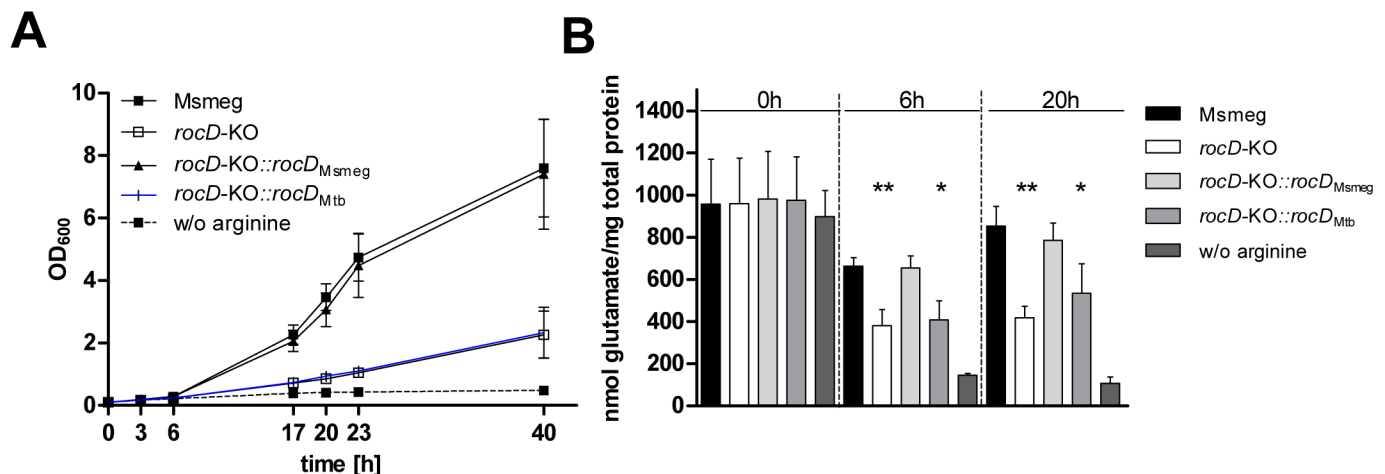 A
OD600
10
8
6
4
2
0
Msmeg
rocD-KO
rocD-KO::rocDMsmeg
rocD-KO::rocDMtb
w/o arginine
0 3 6 17 20 23 40
time [h]
B
nmol glutamate/mg total protein
1400
1200
1000
800
600
400
200
0
0h 6h 20h
** * ** *
Msmeg
rocD-KO
rocD-KO::rocDMsmeg
rocD-KO::rocDMtb
w/o arginine